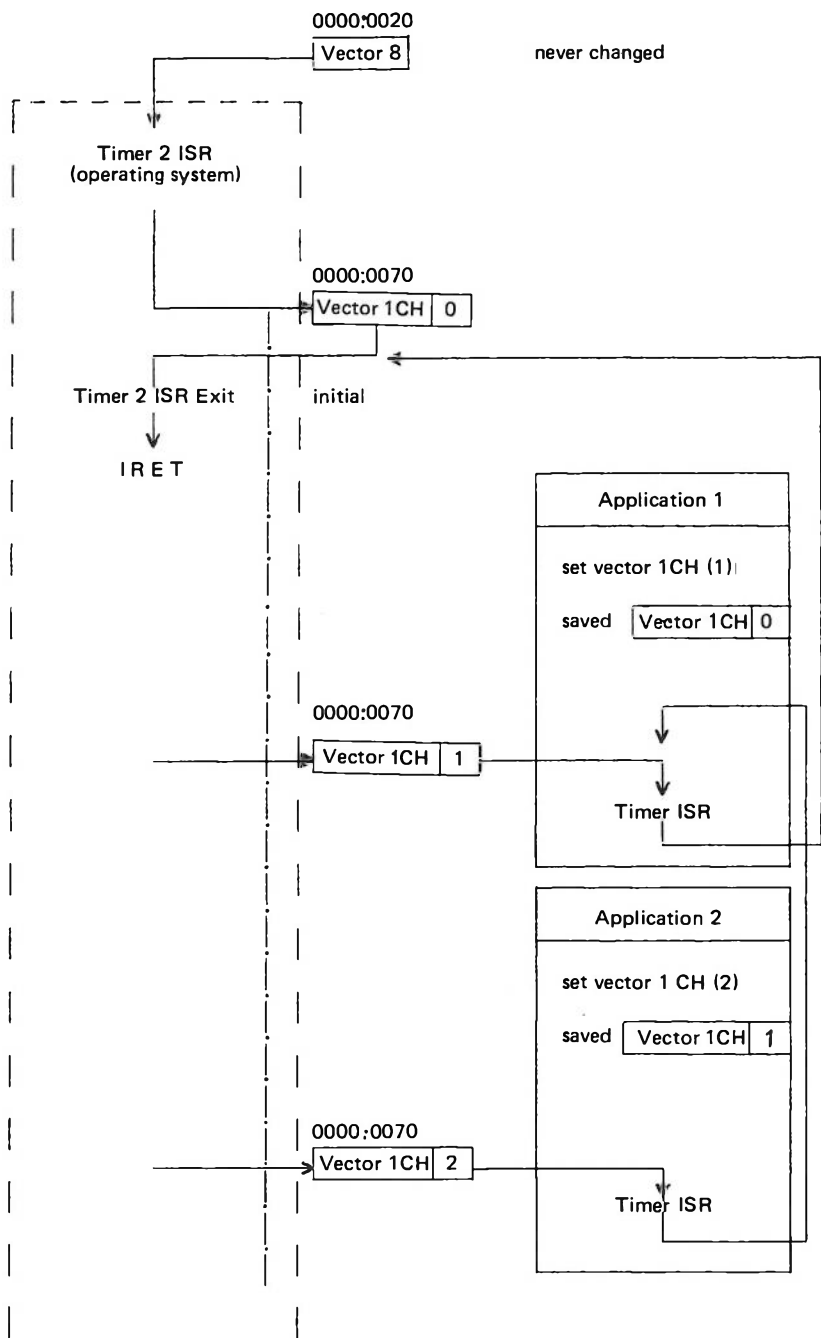 0000:0020
Vector 8
never changed
Timer 2 ISR
(operating system)
0000:0070
Vector 1CH 0
Timer 2 ISR Exit
initial
IRET
Application 1
set vector 1CH (1)
saved Vector 1CH 0
0000:0070
Vector 1CH 1
Timer ISR
Application 2
set vector 1 CH (2)
saved Vector 1CH 1
0000:0070
Vector 1CH 2
Timer ISR